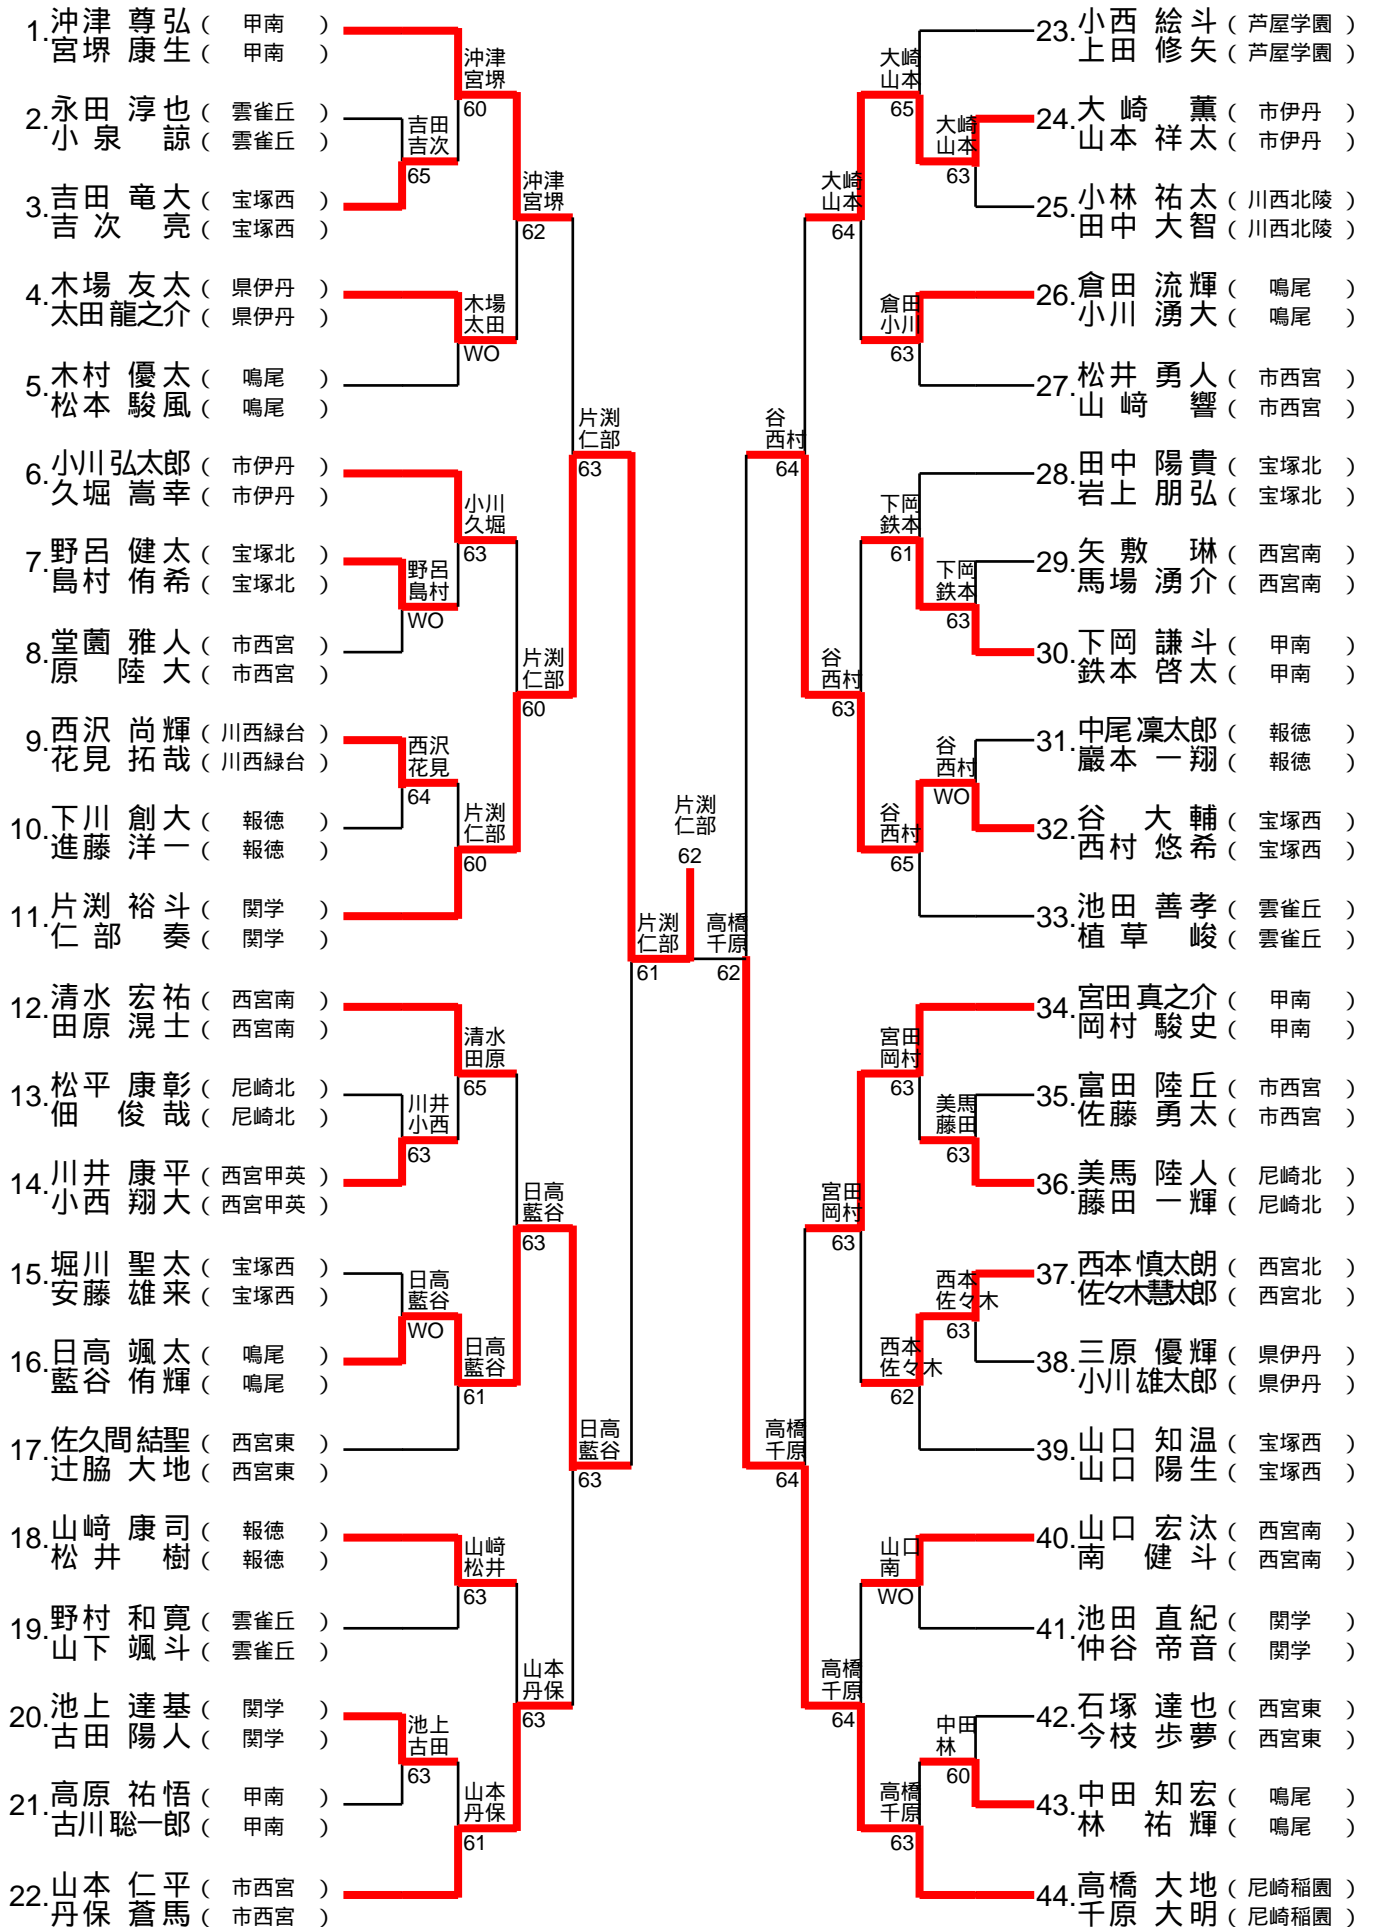 1. 沖津 尊弘 ( 甲南 )
宮堺 康生 ( 甲南 )
2. 永田 淳也 ( 雲雀丘 )
小泉 諒 ( 雲雀丘 )
3. 吉田 竜大 ( 宝塚西 )
吉次 亮 ( 宝塚西 )
4. 木場 友太 ( 県伊丹 )
太田龍之介 ( 県伊丹 )
5. 木村 優太 ( 鳴尾 )
松本 駿風 ( 鳴尾 )
6. 小川弘太郎 ( 市伊丹 )
久堀 嵩幸 ( 市伊丹 )
7. 野呂 健太 ( 宝塚北 )
島村 侑希 ( 宝塚北 )
8. 堂薗 雅人 ( 市西宮 )
原 陸大 ( 市西宮 )
9. 西沢 尚輝 ( 川西緑台 )
花見 拓哉 ( 川西緑台 )
10. 下川 創大 ( 報徳 )
進藤 洋一 ( 報徳 )
11. 片渕 裕斗 ( 関学 )
仁部 奏 ( 関学 )
12. 清水 宏祐 ( 西宮南 )
田原 滉士 ( 西宮南 )
13. 松平 康彰 ( 尼崎北 )
佃 俊哉 ( 尼崎北 )
14. 川井 康平 ( 西宮甲英 )
小西 翔大 ( 西宮甲英 )
15. 堀川 聖太 ( 宝塚西 )
安藤 雄来 ( 宝塚西 )
16. 日高 颯太 ( 鳴尾 )
藍谷 侑輝 ( 鳴尾 )
17. 佐久間結聖 ( 西宮東 )
辻脇 大地 ( 西宮東 )
18. 山﨑 康司 ( 報徳 )
松井 樹 ( 報徳 )
19. 野村 和寛 ( 雲雀丘 )
山下 颯斗 ( 雲雀丘 )
20. 池上 達基 ( 関学 )
古田 陽人 ( 関学 )
21. 高原 祐悟 ( 甲南 )
古川聡一郎 ( 甲南 )
22. 山本 仁平 ( 市西宮 )
丹保 蒼馬 ( 市西宮 )
吉田
吉次
65
野呂
島村
WO
西沢
花見
64
川井
小西
63
日高
藍谷
WO
池上
古田
63
沖津
宮堺
60
木場
太田
WO
小川
久堀
63
片渕
仁部
60
清水
田原
65
日高
藍谷
61
山﨑
松井
63
山本
丹保
61
沖津
宮堺
62
片渕
仁部
60
日高
藍谷
63
山本
丹保
63
片渕
仁部
63
日高
藍谷
63
片渕
仁部
61
片渕
仁部
62
高橋
千原
62
谷
西村
64
高橋
千原
64
大崎
山本
64
谷
西村
63
宮田
岡村
63
高橋
千原
64
大崎
山本
65
倉田
小川
63
下岡
鉄本
61
谷
西村
65
宮田
岡村
63
西本
佐々木
62
山口
南
WO
高橋
千原
63
大崎
山本
63
下岡
鉄本
63
谷
西村
WO
美馬
藤田
63
西本
佐々木
63
中田
林
60
23. 小西 絵斗 ( 芦屋学園 )
上田 修矢 ( 芦屋学園 )
24. 大崎 薫 ( 市伊丹 )
山本 祥太 ( 市伊丹 )
25. 小林 祐太 ( 川西北陵 )
田中 大智 ( 川西北陵 )
26. 倉田 流輝 ( 鳴尾 )
小川 湧大 ( 鳴尾 )
27. 松井 勇人 ( 市西宮 )
山﨑 響 ( 市西宮 )
28. 田中 陽貴 ( 宝塚北 )
岩上 朋弘 ( 宝塚北 )
29. 矢敷 琳 ( 西宮南 )
馬場 湧介 ( 西宮南 )
30. 下岡 謙斗 ( 甲南 )
鉄本 啓太 ( 甲南 )
31. 中尾凜太郎 ( 報徳 )
巖本 一翔 ( 報徳 )
32. 谷 大輔 ( 宝塚西 )
西村 悠希 ( 宝塚西 )
33. 池田 善孝 ( 雲雀丘 )
植草 峻 ( 雲雀丘 )
34. 宮田真之介 ( 甲南 )
岡村 駿史 ( 甲南 )
35. 富田 陸丘 ( 市西宮 )
佐藤 勇太 ( 市西宮 )
36. 美馬 陸人 ( 尼崎北 )
藤田 一輝 ( 尼崎北 )
37. 西本慎太朗 ( 西宮北 )
佐々木慧太郎 ( 西宮北 )
38. 三原 優輝 ( 県伊丹 )
小川雄太郎 ( 県伊丹 )
39. 山口 知温 ( 宝塚西 )
山口 陽生 ( 宝塚西 )
40. 山口 宏汰 ( 西宮南 )
南 健斗 ( 西宮南 )
41. 池田 直紀 ( 関学 )
仲谷 帝音 ( 関学 )
42. 石塚 達也 ( 西宮東 )
今枝 歩夢 ( 西宮東 )
43. 中田 知宏 ( 鳴尾 )
林 祐輝 ( 鳴尾 )
44. 高橋 大地 ( 尼崎稲園 )
千原 大明 ( 尼崎稲園 )